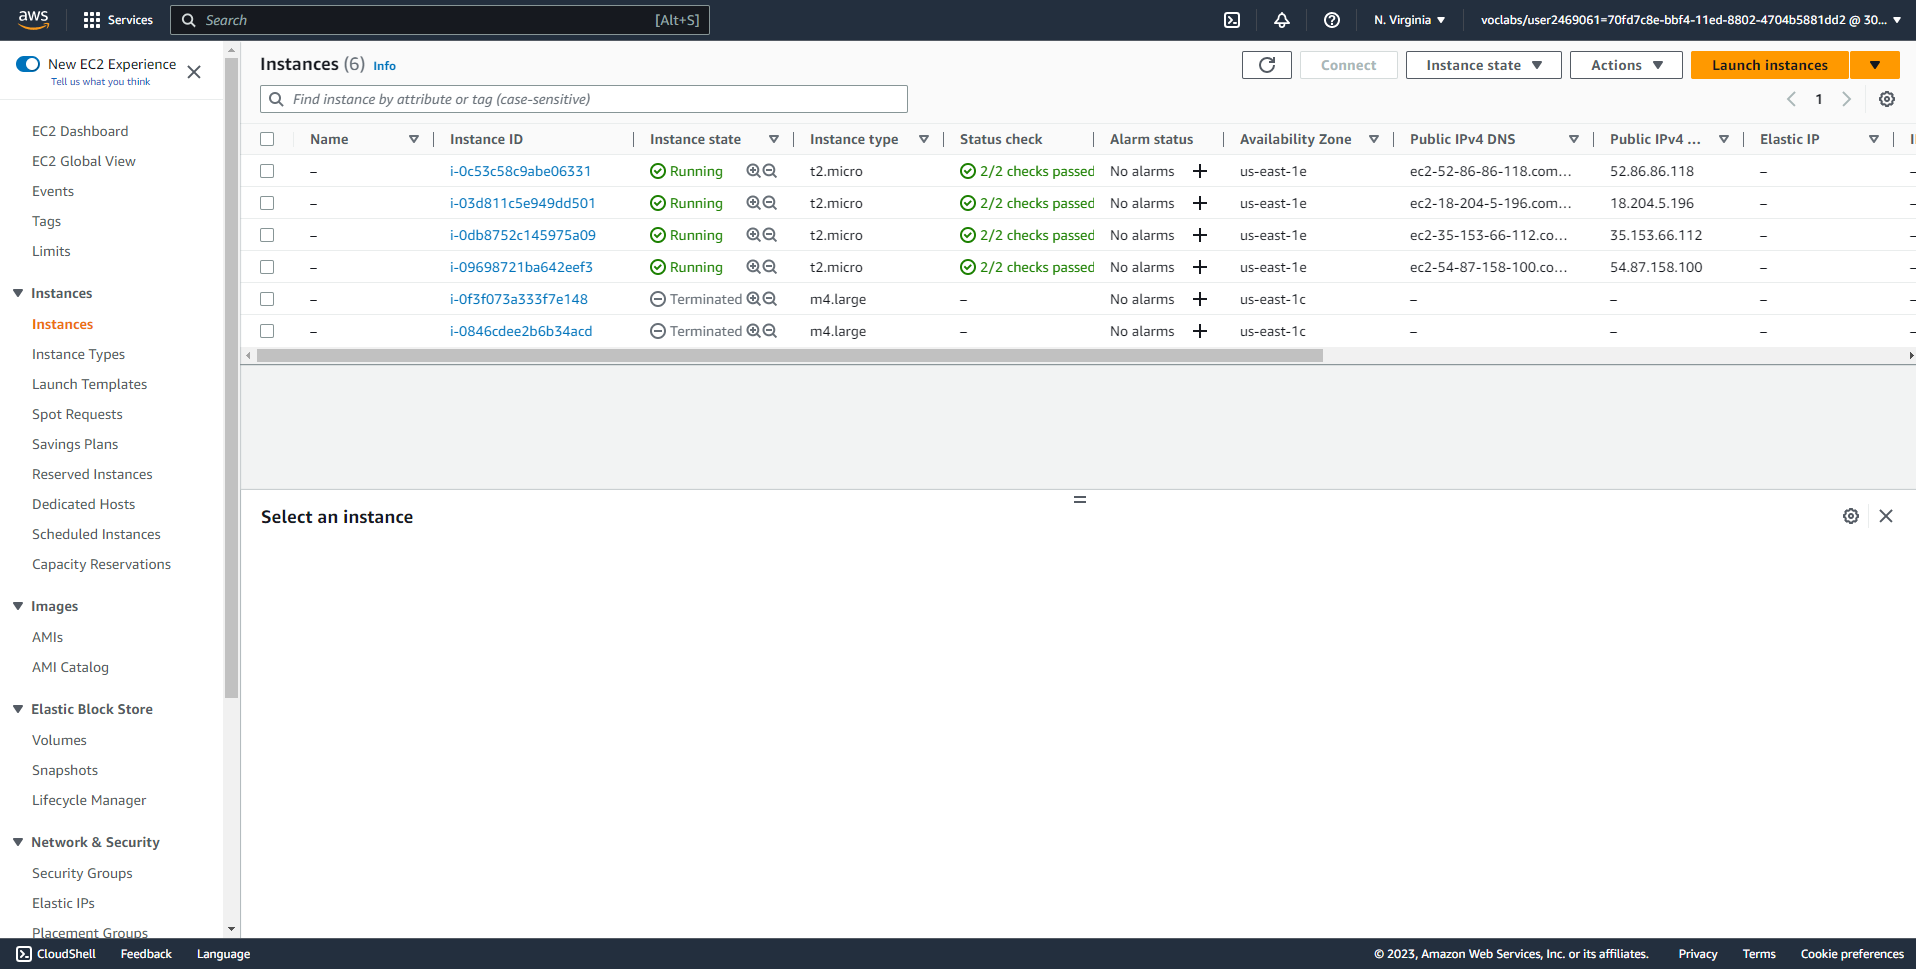 aws Services Search [Alt+S] N. Virginia voclabs/user2469061=70fd7c8e-bbf4-11ed-8802-4704b5881dd2 @ 30...
New EC2 Experience
Tell us what you think
EC2 Dashboard
EC2 Global View
Events
Tags
Limits
Instances
Instances
Instance Types
Launch Templates
Spot Requests
Savings Plans
Reserved Instances
Dedicated Hosts
Scheduled Instances
Capacity Reservations
Images
AMIs
AMI Catalog
Elastic Block Store
Volumes
Snapshots
Lifecycle Manager
Network & Security
Security Groups
Elastic IPs
Placement Groups
Instances (6) Info Connect Instance state Actions Launch instances
Find instance by attribute or tag (case-sensitive) 1
Name Instance ID Instance state Instance type Status check Alarm status Availability Zone Public IPv4 DNS Public IPv4 ... Elastic IP
– i-0c53c58c9abe06331 Running t2.micro 2/2 checks passed No alarms us-east-1e ec2-52-86-86-118.com... 52.86.86.118 –
– i-03d811c5e949dd501 Running t2.micro 2/2 checks passed No alarms us-east-1e ec2-18-204-5-196.com... 18.204.5.196 –
– i-0db8752c145975a09 Running t2.micro 2/2 checks passed No alarms us-east-1e ec2-35-153-66-112.co... 35.153.66.112 –
– i-09698721ba642eef3 Running t2.micro 2/2 checks passed No alarms us-east-1e ec2-54-87-158-100.co... 54.87.158.100 –
– i-0f3f073a333f7e148 Terminated m4.large – No alarms us-east-1c – – –
– i-0846cdee2b6b34acd Terminated m4.large – No alarms us-east-1c – – –
Select an instance
CloudShell Feedback Language © 2023, Amazon Web Services, Inc. or its affiliates. Privacy Terms Cookie preferences